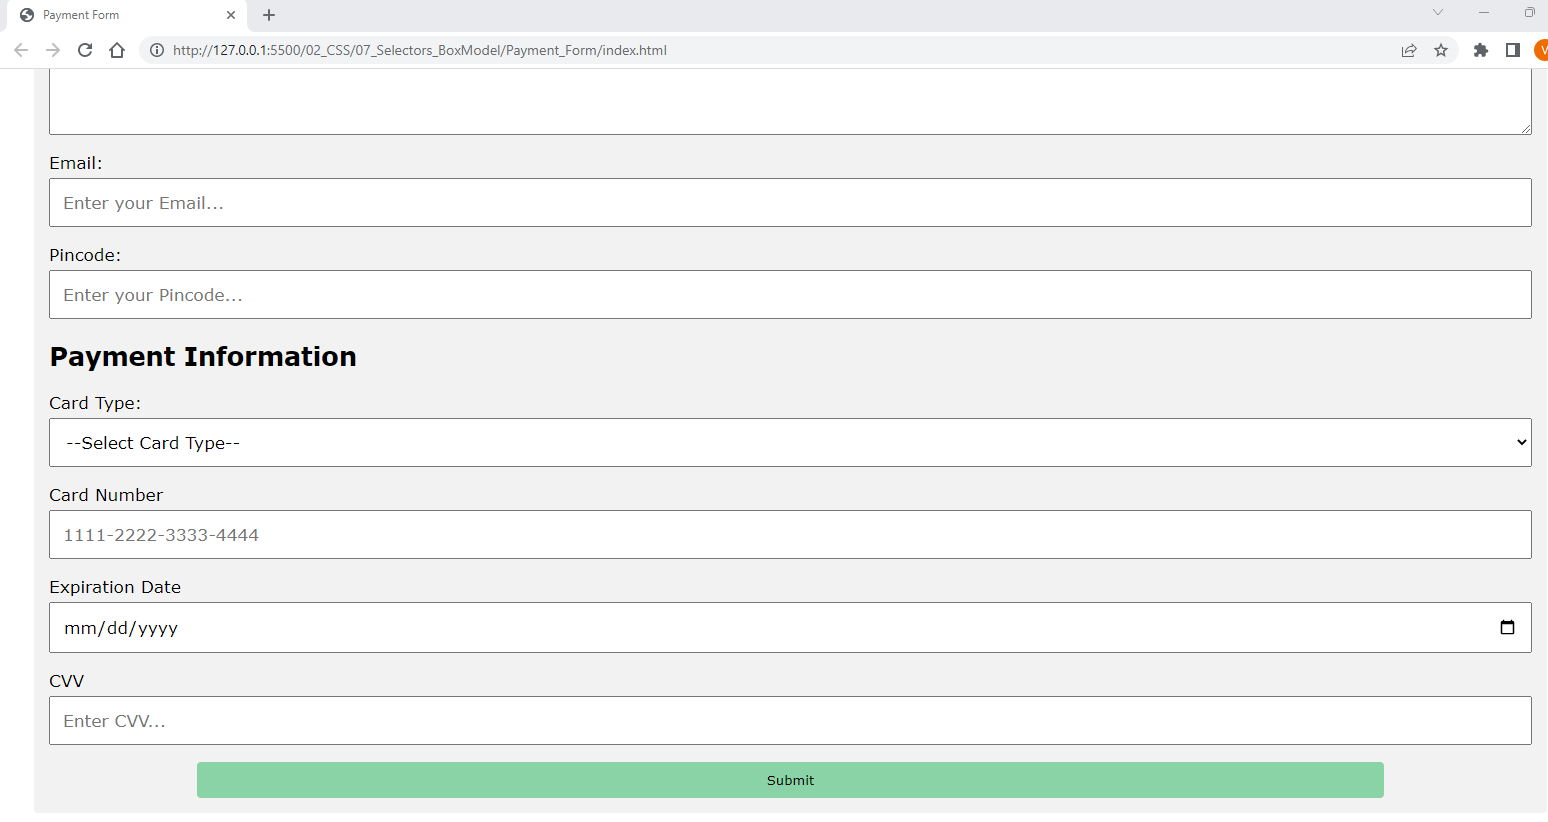 Payment Form
http://127.0.0.1:5500/02_CSS/07_Selectors_BoxModel/Payment_Form/index.html
V
Email:
Enter your Email...
Pincode:
Enter your Pincode...
Payment Information
Card Type:
--Select Card Type--
Card Number
1111-2222-3333-4444
Expiration Date
mm/dd/yyyy
CVV
Enter CVV...
Submit